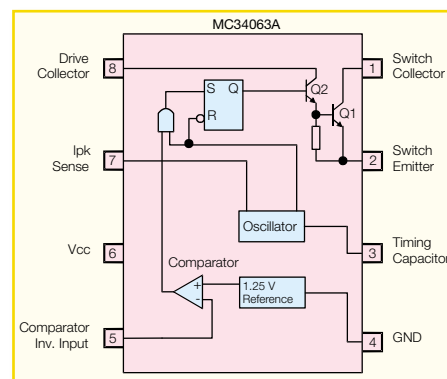 MC34063A
Drive
Collector
8
S
Q
R
Q2
Q1
1
Switch
Collector
Ipk
Sense
7
2
Switch
Emitter
Oscillator
Vcc
6
3
Timing
Capacitor
Comparator
+
-
1.25 V
Reference
Comparator
Inv. Input
5
4
GND